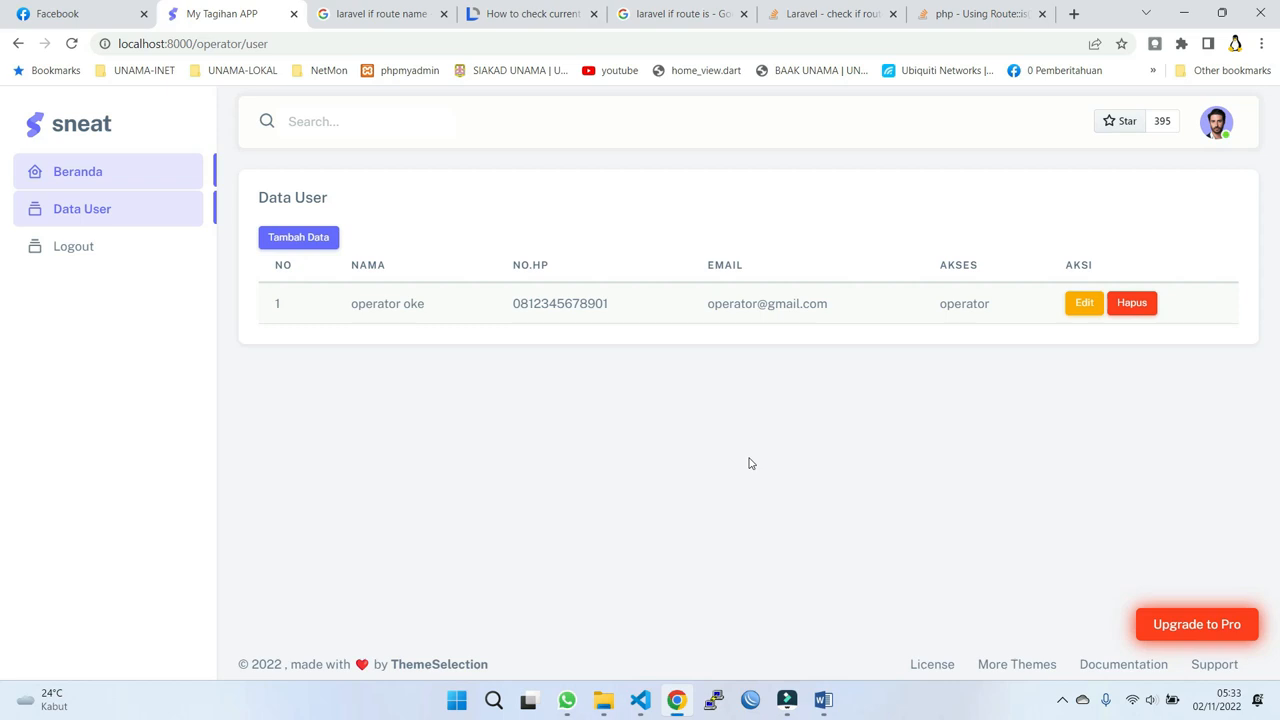 Facebook
My Tagihan APP
laravel if route name
How to check current
laravel if route is - Go
Laravel - check if rout
php - Using Route::is
localhost:8000/operator/user
Bookmarks
UNAMA-INET
UNAMA-LOKAL
NetMon
phpmyadmin
SIAKAD UNAMA | U...
youtube
home_view.dart
BAAK UNAMA | UN...
Ubiquiti Networks |...
0 Pemberitahuan
»
Other bookmarks
sneat
Search...
Star 395
Beranda
Data User
Logout
Data User
Tambah Data
NO NAMA NO.HP EMAIL AKSES AKSI
1 operator oke 0812345678901 operator@gmail.com operator Edit Hapus
Upgrade to Pro
© 2022 , made with ❤️ by ThemeSelection
License More Themes Documentation Support
24°C
Kabut
05:33
02/11/2022